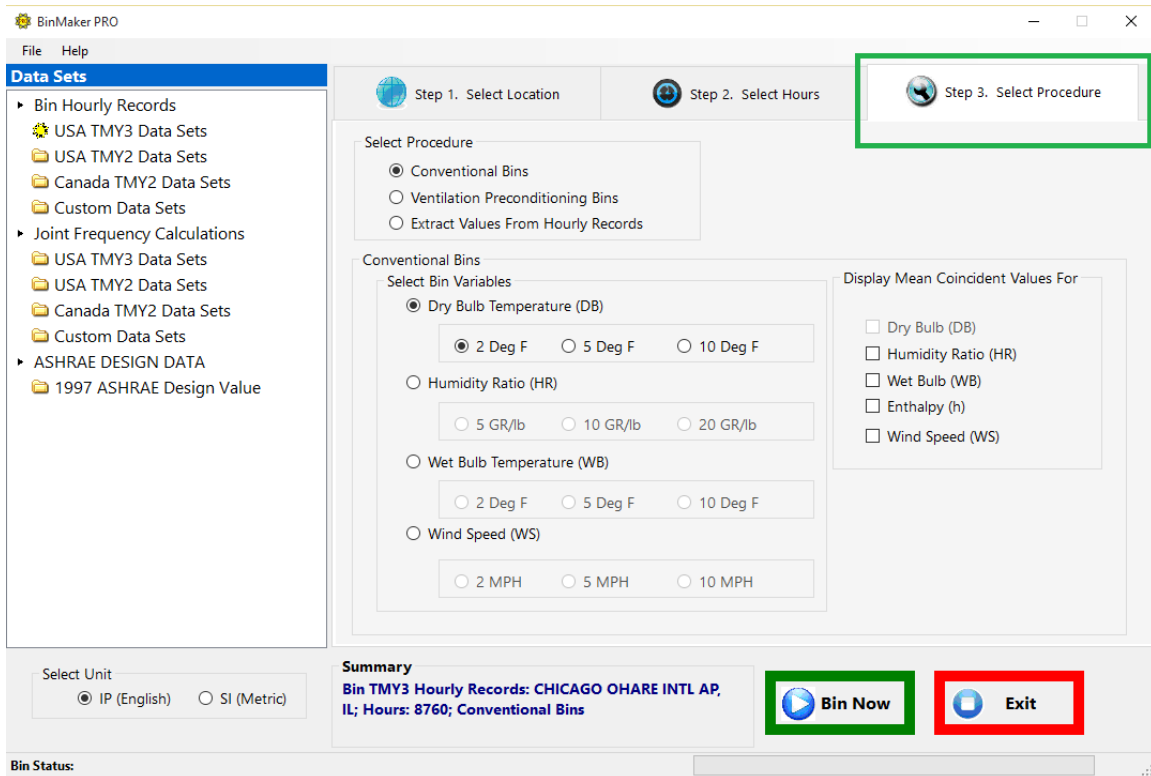 BinMaker PRO
File Help
Data Sets
Bin Hourly Records
USA TMY3 Data Sets
USA TMY2 Data Sets
Canada TMY2 Data Sets
Custom Data Sets
Joint Frequency Calculations
USA TMY3 Data Sets
USA TMY2 Data Sets
Canada TMY2 Data Sets
Custom Data Sets
ASHRAE DESIGN DATA
1997 ASHRAE Design Value
Select Unit
IP (English) SI (Metric)
Step 1. Select Location Step 2. Select Hours Step 3. Select Procedure
Select Procedure
Conventional Bins
Ventilation Preconditioning Bins
Extract Values From Hourly Records
Conventional Bins
Select Bin Variables
Dry Bulb Temperature (DB)
2 Deg F 5 Deg F 10 Deg F
Humidity Ratio (HR)
5 GR/lb 10 GR/lb 20 GR/lb
Wet Bulb Temperature (WB)
2 Deg F 5 Deg F 10 Deg F
Wind Speed (WS)
2 MPH 5 MPH 10 MPH
Display Mean Coincident Values For
Dry Bulb (DB)
Humidity Ratio (HR)
Wet Bulb (WB)
Enthalpy (h)
Wind Speed (WS)
Summary
Bin TMY3 Hourly Records: CHICAGO OHARE INTL AP,
IL; Hours: 8760; Conventional Bins
Bin Now
Exit
Bin Status: